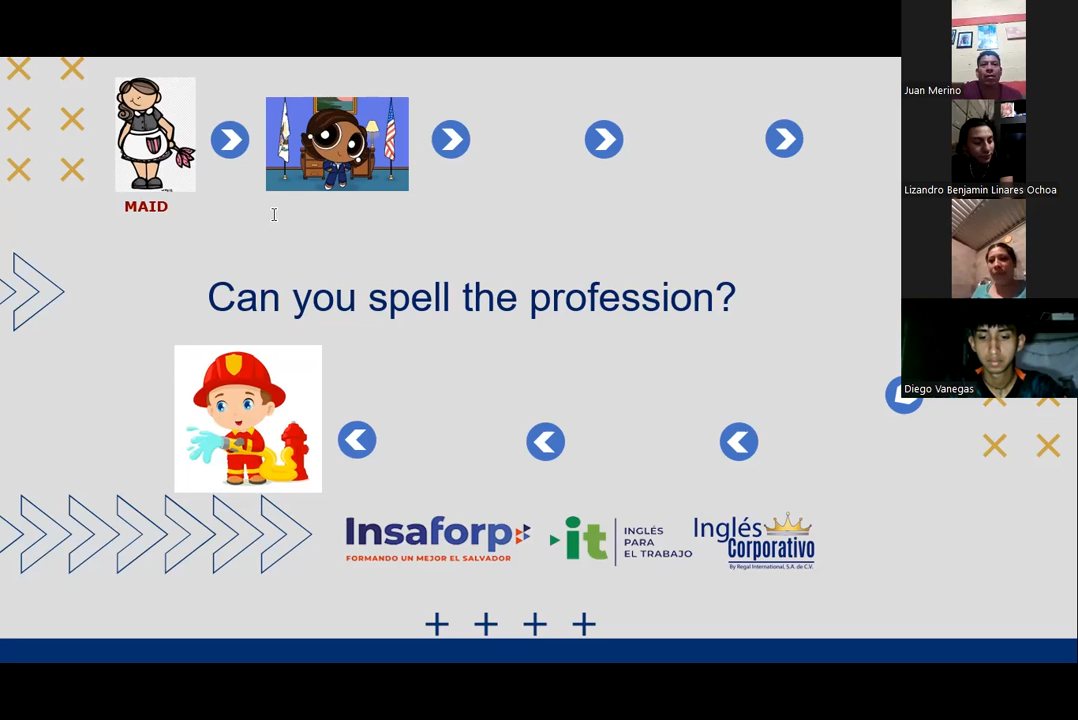 MAID
Can you spell the profession?
Insaforp
FORMANDO UN MEJOR EL SALVADOR
it
INGLÉS
PARA
EL TRABAJO
Inglés
Corporativo
By Regal International, S.A. de C.V.
Juan Merino
Lizandro Benjamin Linares Ochoa
Diego Vanegas